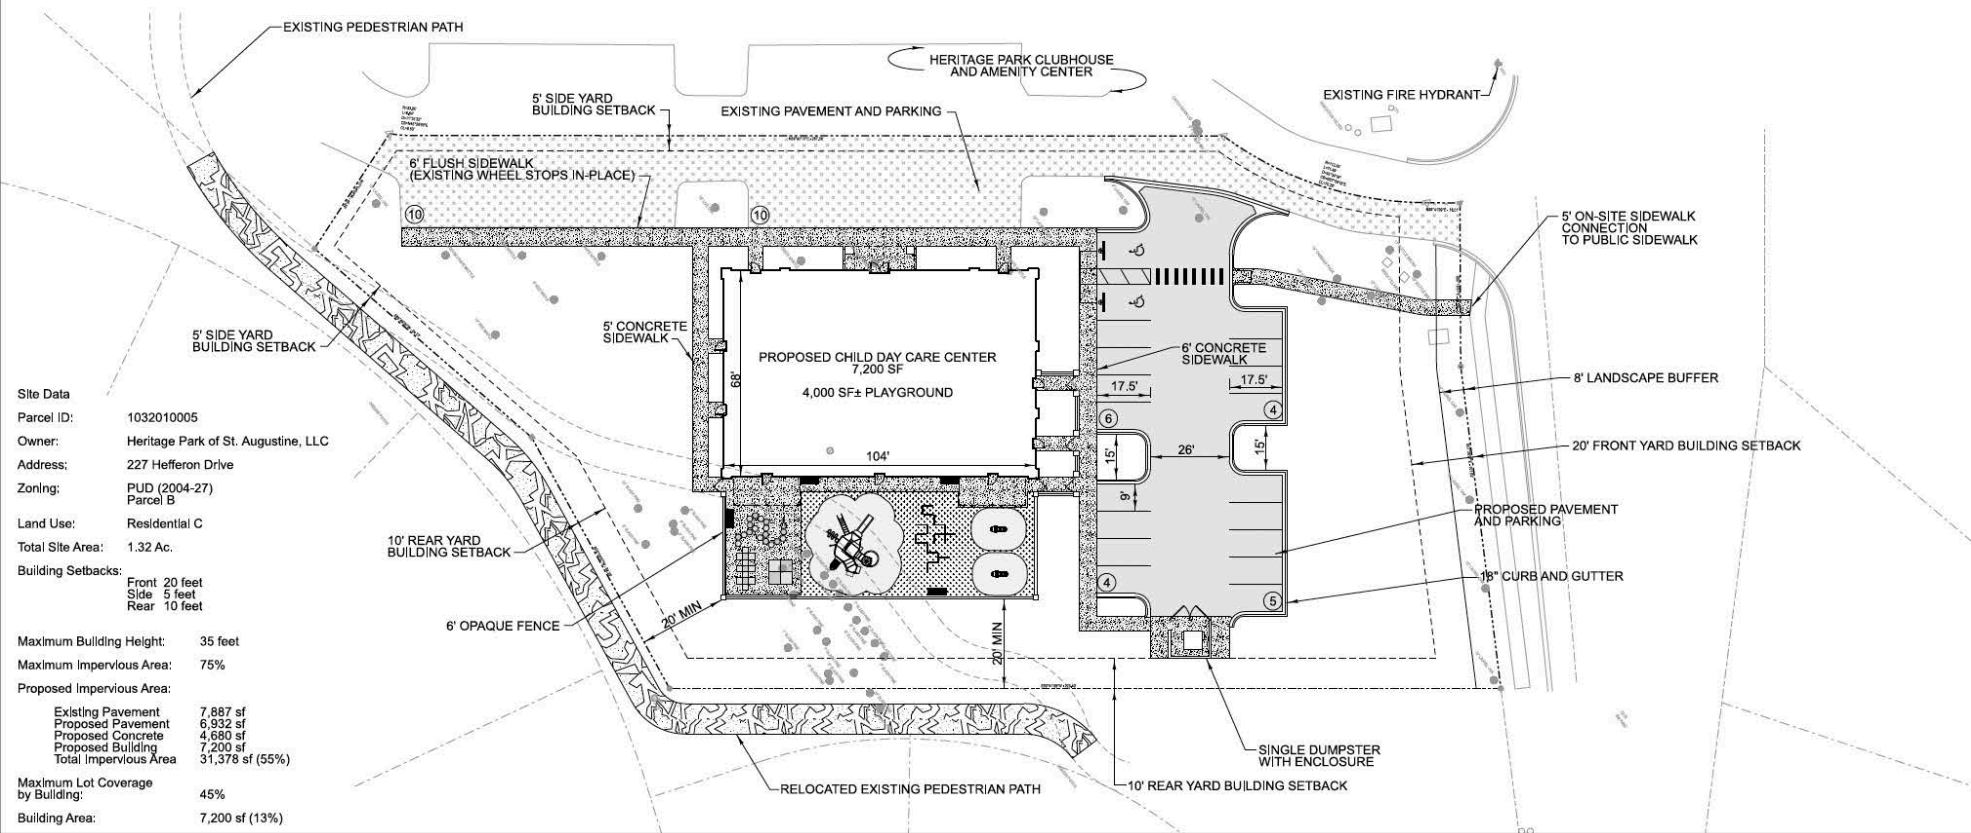 EXISTING PEDESTRIAN PATH
HERITAGE PARK CLUBHOUSE
AND AMENITY CENTER
5' SIDE YARD
BUILDING SETBACK
EXISTING PAVEMENT AND PARKING
EXISTING FIRE HYDRANT
6' FLUSH SIDEWALK
(EXISTING WHEEL STOPS IN-PLACE)
10
10
5' ON-SITE SIDEWALK
CONNECTION
TO PUBLIC SIDEWALK
5' SIDE YARD
BUILDING SETBACK
5' CONCRETE
SIDEWALK
PROPOSED CHILD DAY CARE CENTER
7,200 SF
4,000 SF± PLAYGROUND
68'
104'
6' CONCRETE
SIDEWALK
17.5'
17.5'
6
4
15'
26'
15'
9'
8' LANDSCAPE BUFFER
20' FRONT YARD BUILDING SETBACK
PROPOSED PAVEMENT
AND PARKING
18" CURB AND GUTTER
4
5
10' REAR YARD
BUILDING SETBACK
6' OPAQUE FENCE
20' MIN
20' MIN
SINGLE DUMPSTER
WITH ENCLOSURE
10' REAR YARD BUILDING SETBACK
RELOCATED EXISTING PEDESTRIAN PATH
Site Data
Parcel ID: 1032010005
Owner: Heritage Park of St. Augustine, LLC
Address: 227 Hefferon Drive
Zoning: PUD (2004-27)
Parcel B
Land Use: Residential C
Total Site Area: 1.32 Ac.
Building Setbacks:
Front 20 feet
Side 5 feet
Rear 10 feet
Maximum Building Height: 35 feet
Maximum Impervious Area: 75%
Proposed Impervious Area:
Existing Pavement 7,887 sf
Proposed Pavement 6,932 sf
Proposed Concrete 4,680 sf
Proposed Building 7,200 sf
Total Impervious Area 31,378 sf (55%)
Maximum Lot Coverage
by Building: 45%
Building Area: 7,200 sf (13%)